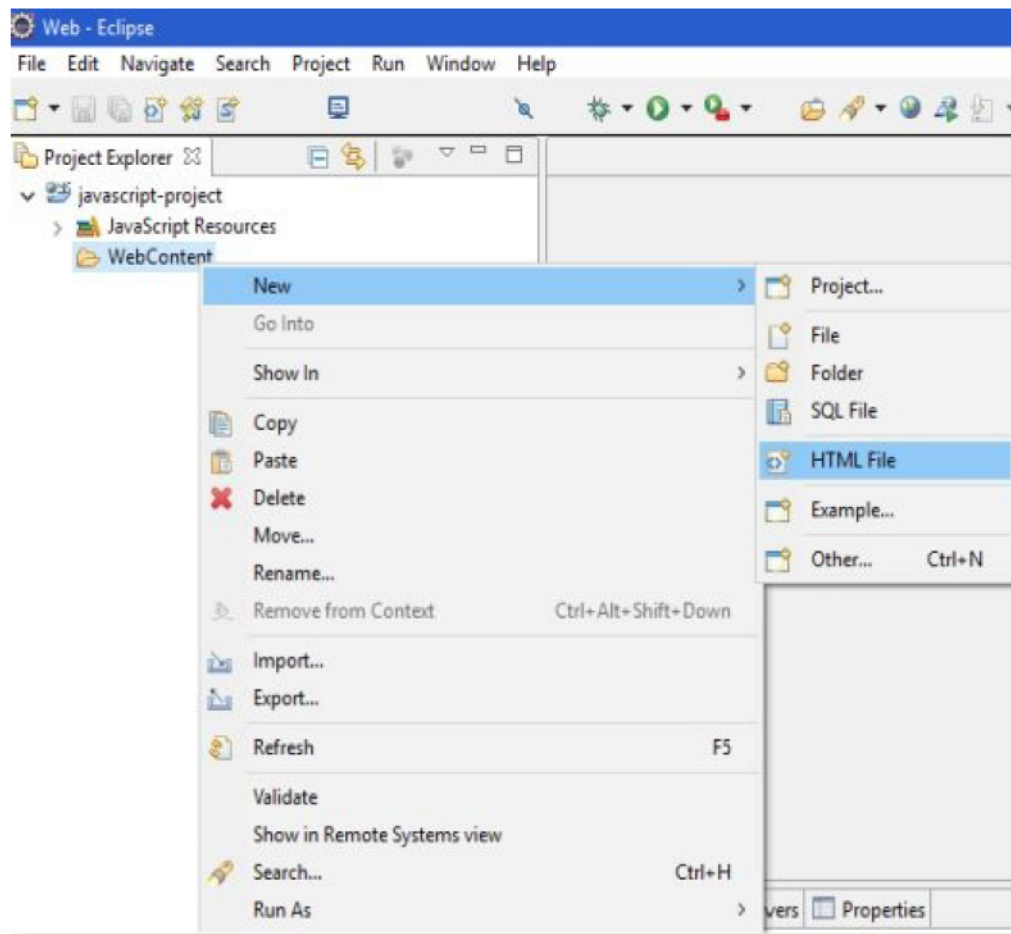 Web - Eclipse
File Edit Navigate Search Project Run Window Help
Project Explorer
javascript-project
JavaScript Resources
WebContent
New
Go Into
Show In
Copy
Paste
Delete
Move...
Rename...
Remove from Context Ctrl+Alt+Shift+Down
Import...
Export...
Refresh F5
Validate
Show in Remote Systems view
Search... Ctrl+H
Run As
Project...
File
Folder
SQL File
HTML File
Example...
Other... Ctrl+N
vers Properties